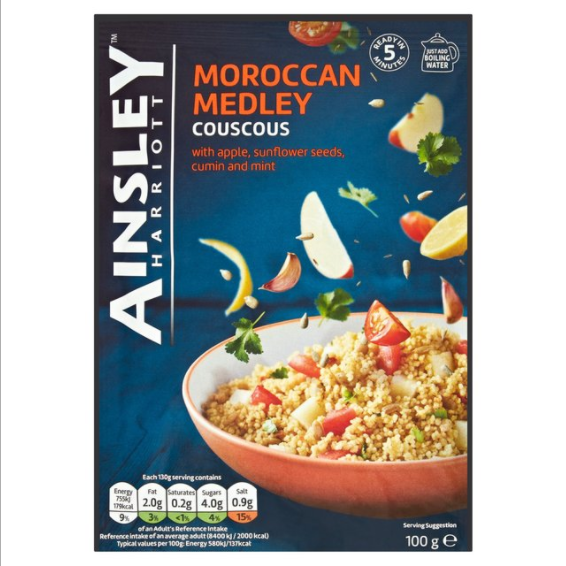 AINSLEY™
HARRIOTT
MOROCCAN
MEDLEY
COUSCOUS
with apple, sunflower seeds,
cumin and mint
READY IN
5
MINUTES
JUST ADD
BOILING
WATER
Each 130g serving contains
Energy Fat Saturates Sugars Salt
755kJ
179kcal 2.0g 0.2g 4.0g 0.9g
9% 3% <1% 4% 15%
of an Adult's Reference Intake
Reference intake of an average adult (8400 kJ / 2000 kcal)
Typical values per 100g: Energy 580kJ/137kcal
Serving Suggestion
100 g ℮